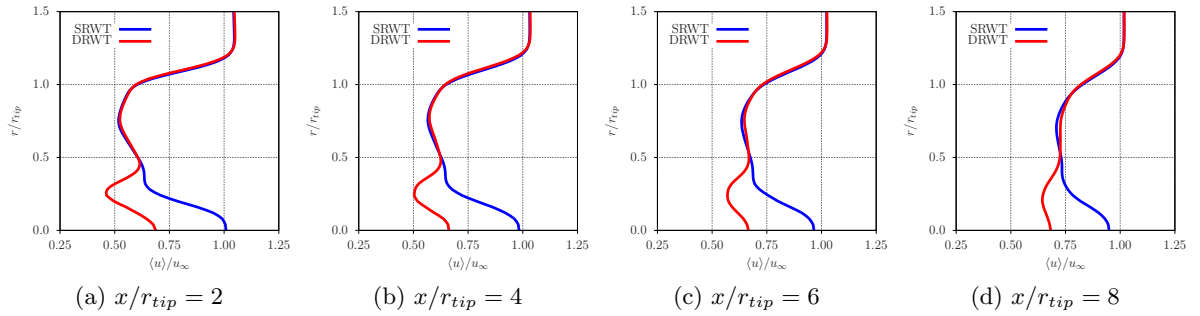 1.5
SRWT
DRWT
1.0
r/r_tip
0.5
0.0
0.25 0.50 0.75 1.00 1.25
⟨u⟩/u_∞
(a) x/r_tip = 2
1.5
SRWT
DRWT
1.0
r/r_tip
0.5
0.0
0.25 0.50 0.75 1.00 1.25
⟨u⟩/u_∞
(b) x/r_tip = 4
1.5
SRWT
DRWT
1.0
r/r_tip
0.5
0.0
0.25 0.50 0.75 1.00 1.25
⟨u⟩/u_∞
(c) x/r_tip = 6
1.5
SRWT
DRWT
1.0
r/r_tip
0.5
0.0
0.25 0.50 0.75 1.00 1.25
⟨u⟩/u_∞
(d) x/r_tip = 8